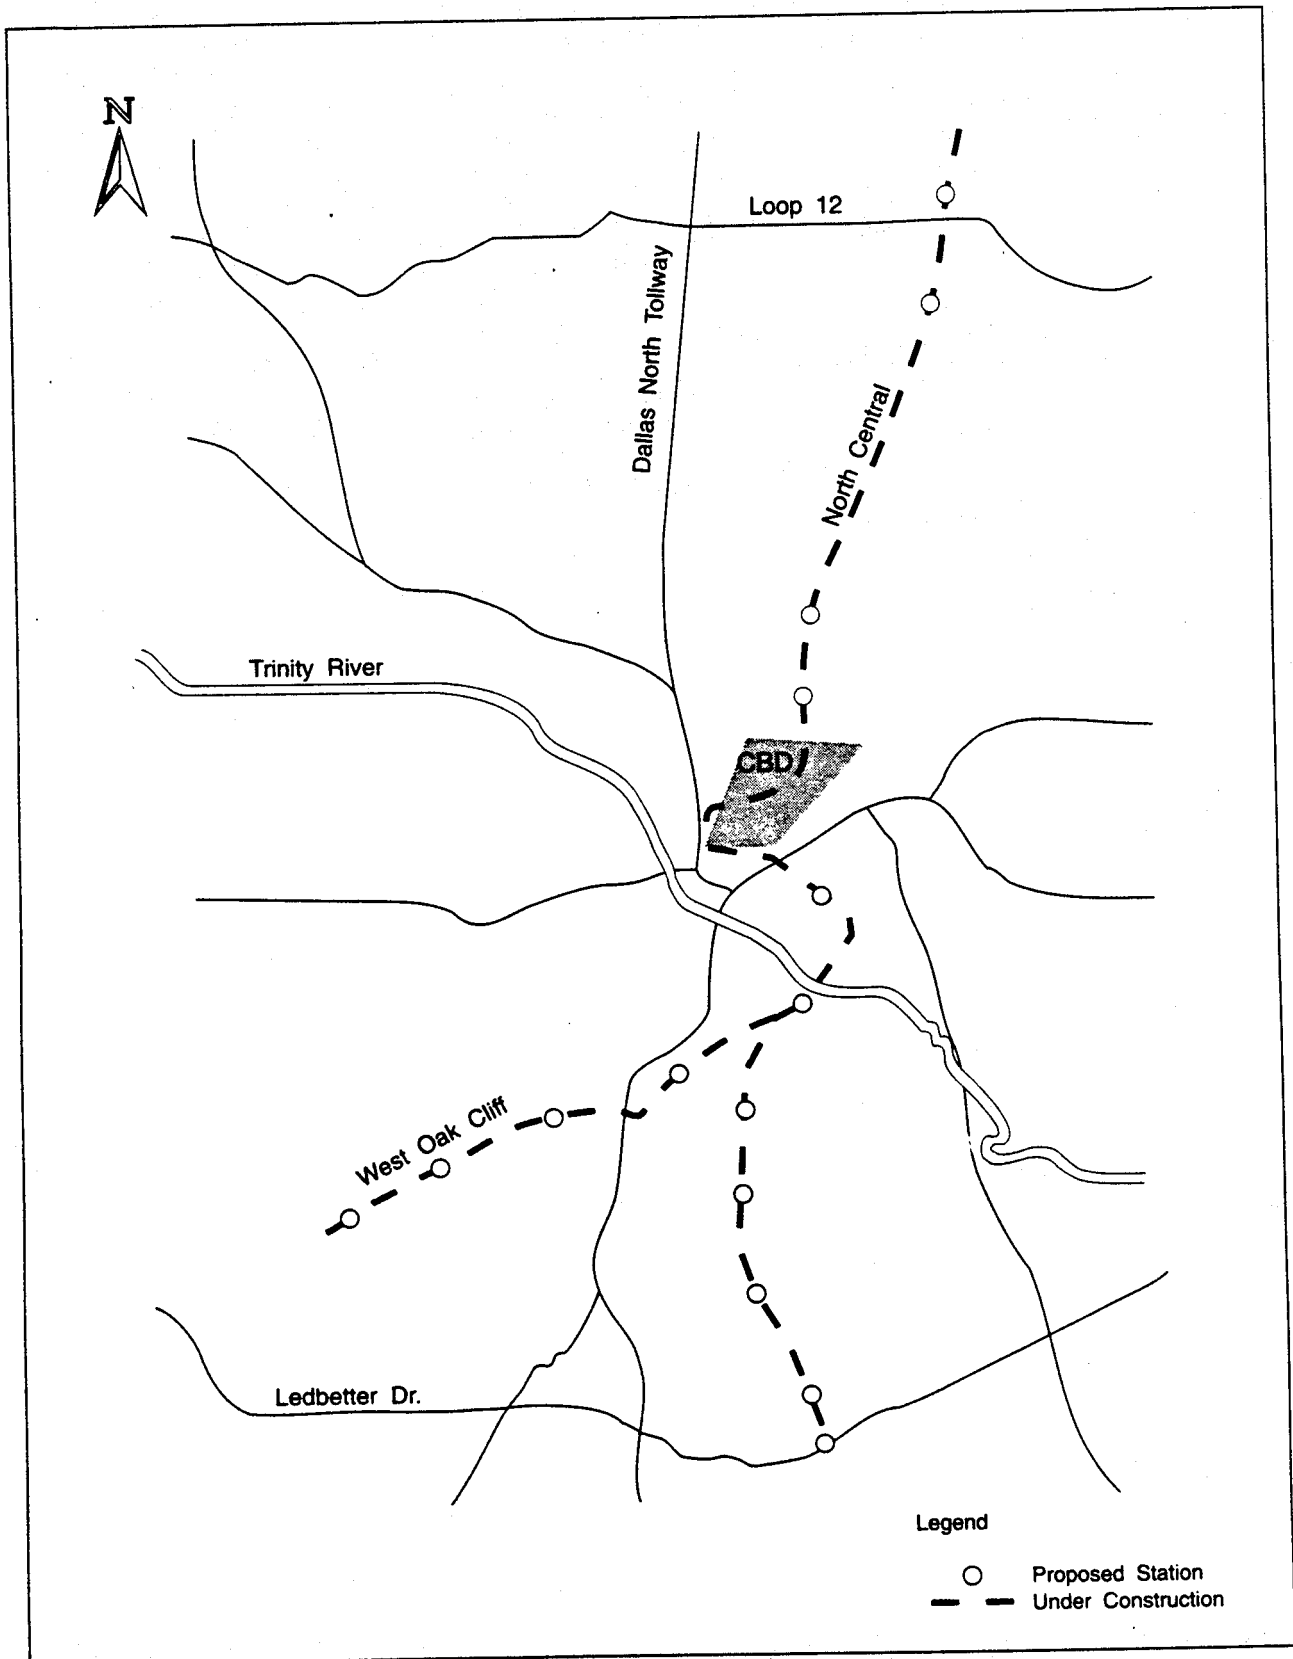 N
Loop 12
Dallas North Tollway
North Central
Trinity River
CBD
West Oak Cliff
Ledbetter Dr.
Legend
Proposed Station
Under Construction